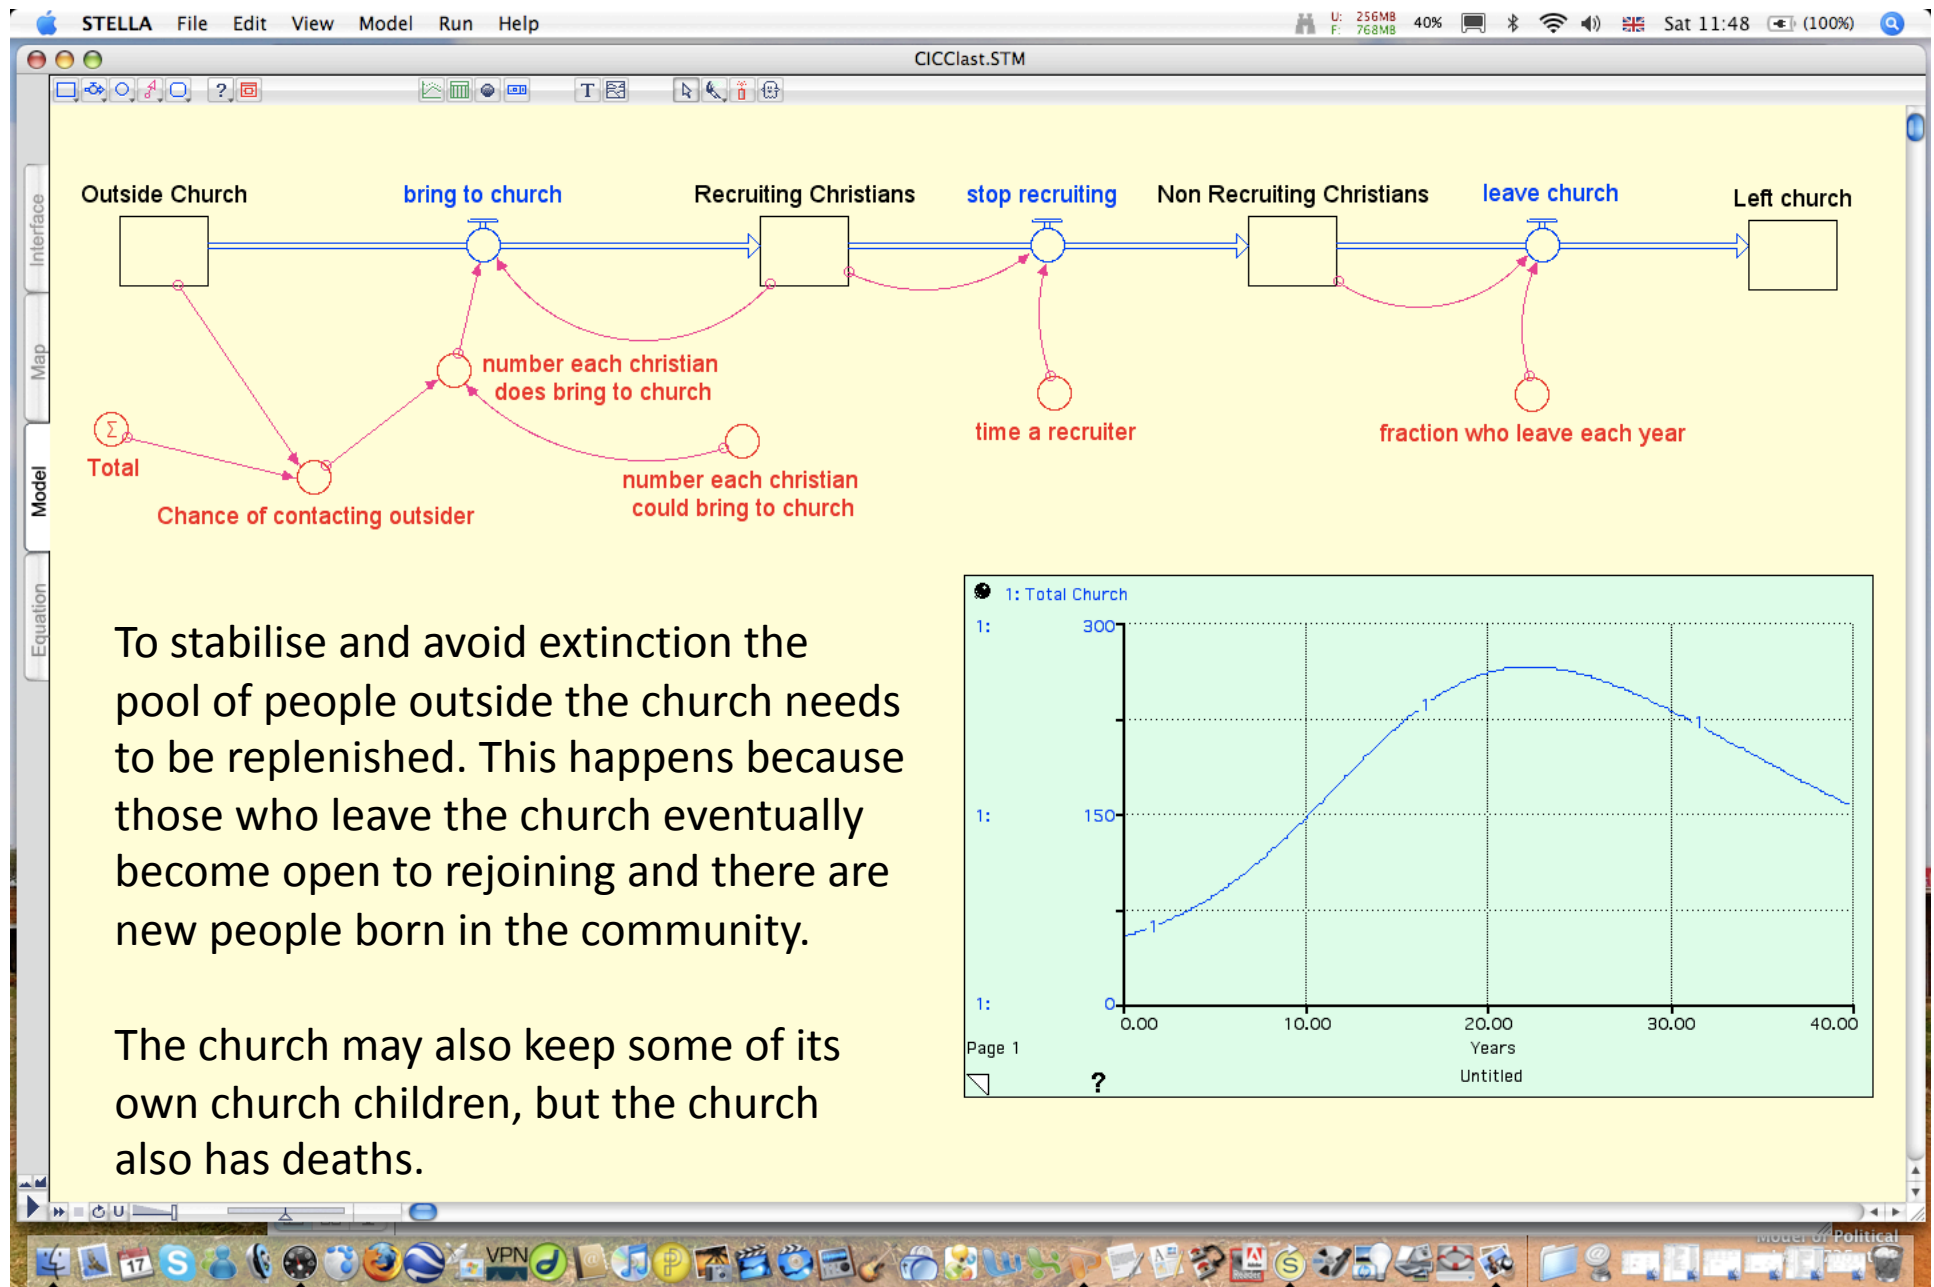 STELLA File Edit View Model Run Help
U: 256MB
F: 768MB
40%
Sat 11:48
(100%)
CICClast.STM
T
?
Interface
Map
Model
Equation
Outside Church
bring to church
Recruiting Christians
stop recruiting
Non Recruiting Christians
leave church
Left church
number each christian
does bring to church
Σ
Total
time a recruiter
fraction who leave each year
number each christian
could bring to church
Chance of contacting outsider
To stabilise and avoid extinction the
pool of people outside the church needs
to be replenished. This happens because
those who leave the church eventually
become open to rejoining and there are
new people born in the community.
The church may also keep some of its
own church children, but the church
also has deaths.
1: Total Church
1: 300
1: 150
1: 0
1
1
1
0.00 10.00 20.00 30.00 40.00
Page 1
Years
Untitled
?
U
17
VPN
Political